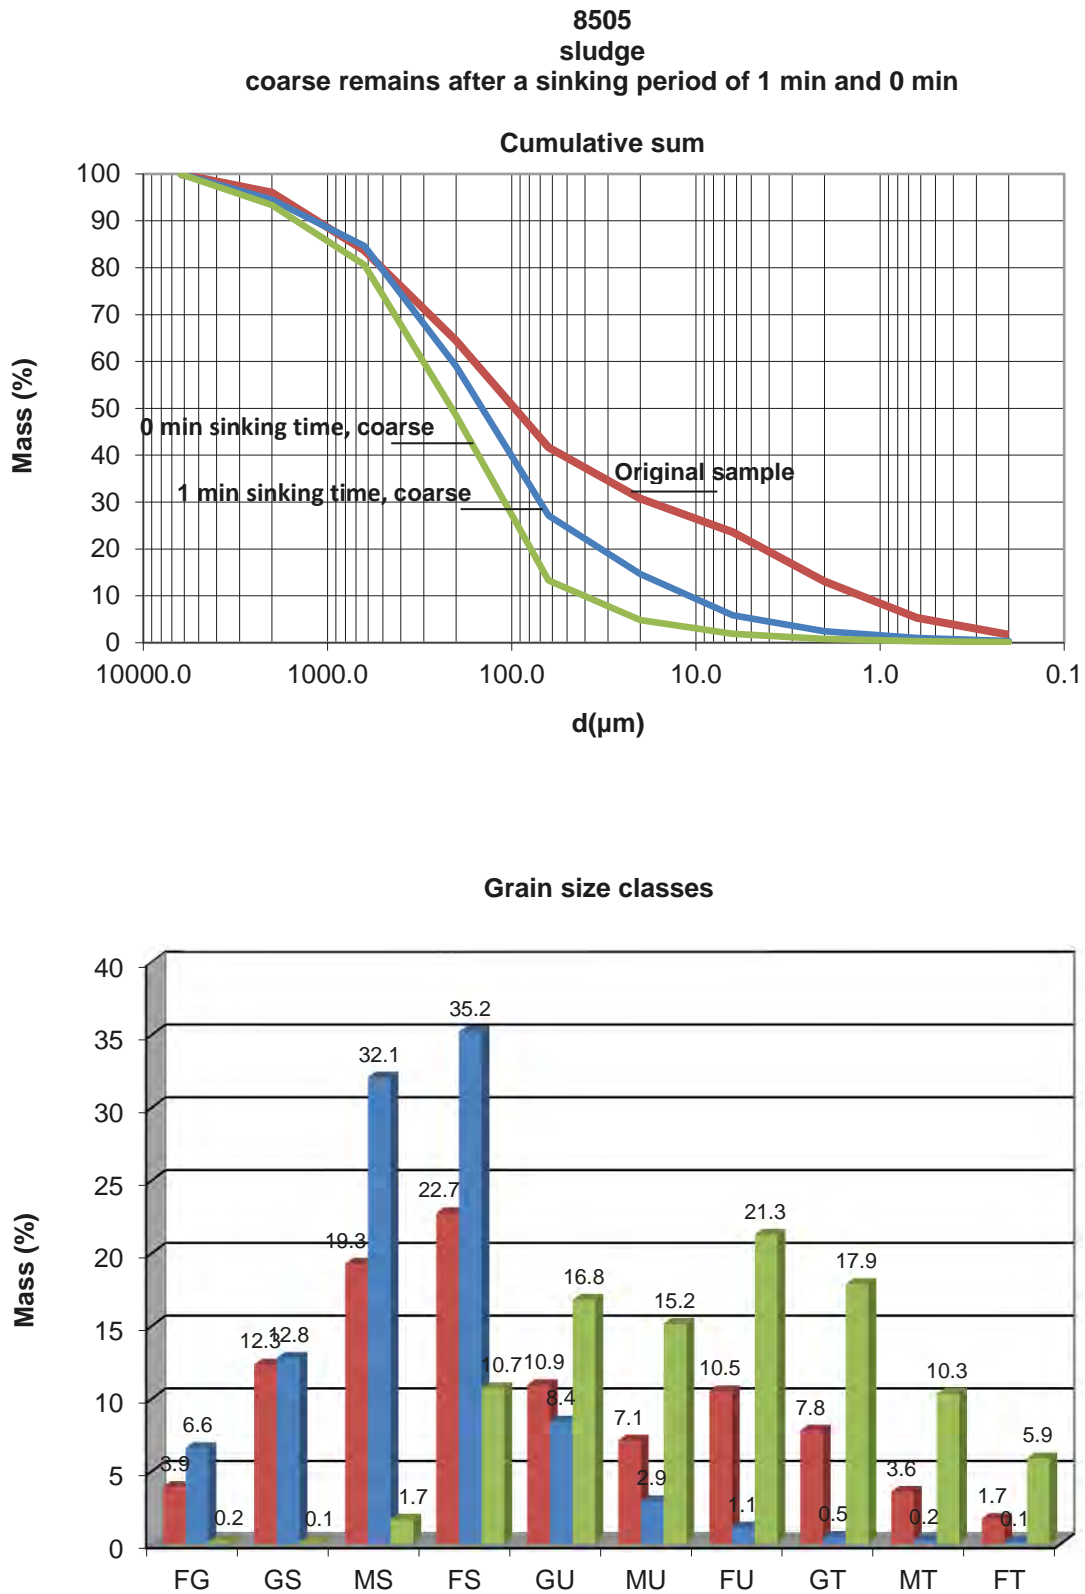 8505
sludge
coarse remains after a sinking period of 1 min and 0 min
Cumulative sum
100
90
80
70
60
50
40
30
20
10
0
Mass (%)
0 min sinking time, coarse
1 min sinking time, coarse
Original sample
10000.0 1000.0 100.0 10.0 1.0 0.1
d(µm)
Grain size classes
40
35
30
25
20
15
10
5
0
Mass (%)
3.9 6.6 0.2
12.3 12.8 0.1
19.3 32.1 1.7
22.7 35.2 10.7
10.9 8.4 16.8
7.1 2.9 15.2
10.5 1.1 21.3
7.8 0.5 17.9
3.6 0.2 10.3
1.7 0.1 5.9
FG GS MS FS GU MU FU GT MT FT